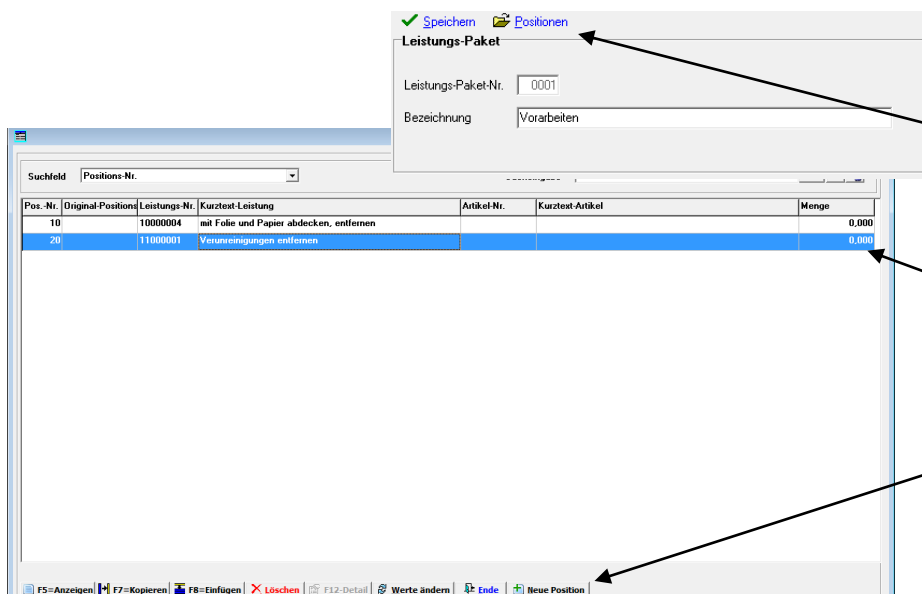 Speichern Positionen
Leistungs-Paket
Leistungs-Paket-Nr. 0001
Bezeichnung Vorarbeiten
Suchfeld Positions-Nr.
Pos.-Nr. Original-Positions Leistungs-Nr. Kurztext-Leistung Artikel-Nr. Kurztext-Artikel Menge
10 10000004 mit Folie und Papier abdecken, entfernen 0,000
20 11000001 Verunreinigungen entfernen 0,000
F5=Anzeigen F7=Kopieren F8=Einfügen Löschen F12-Detail Werte ändern Ende Neue Position